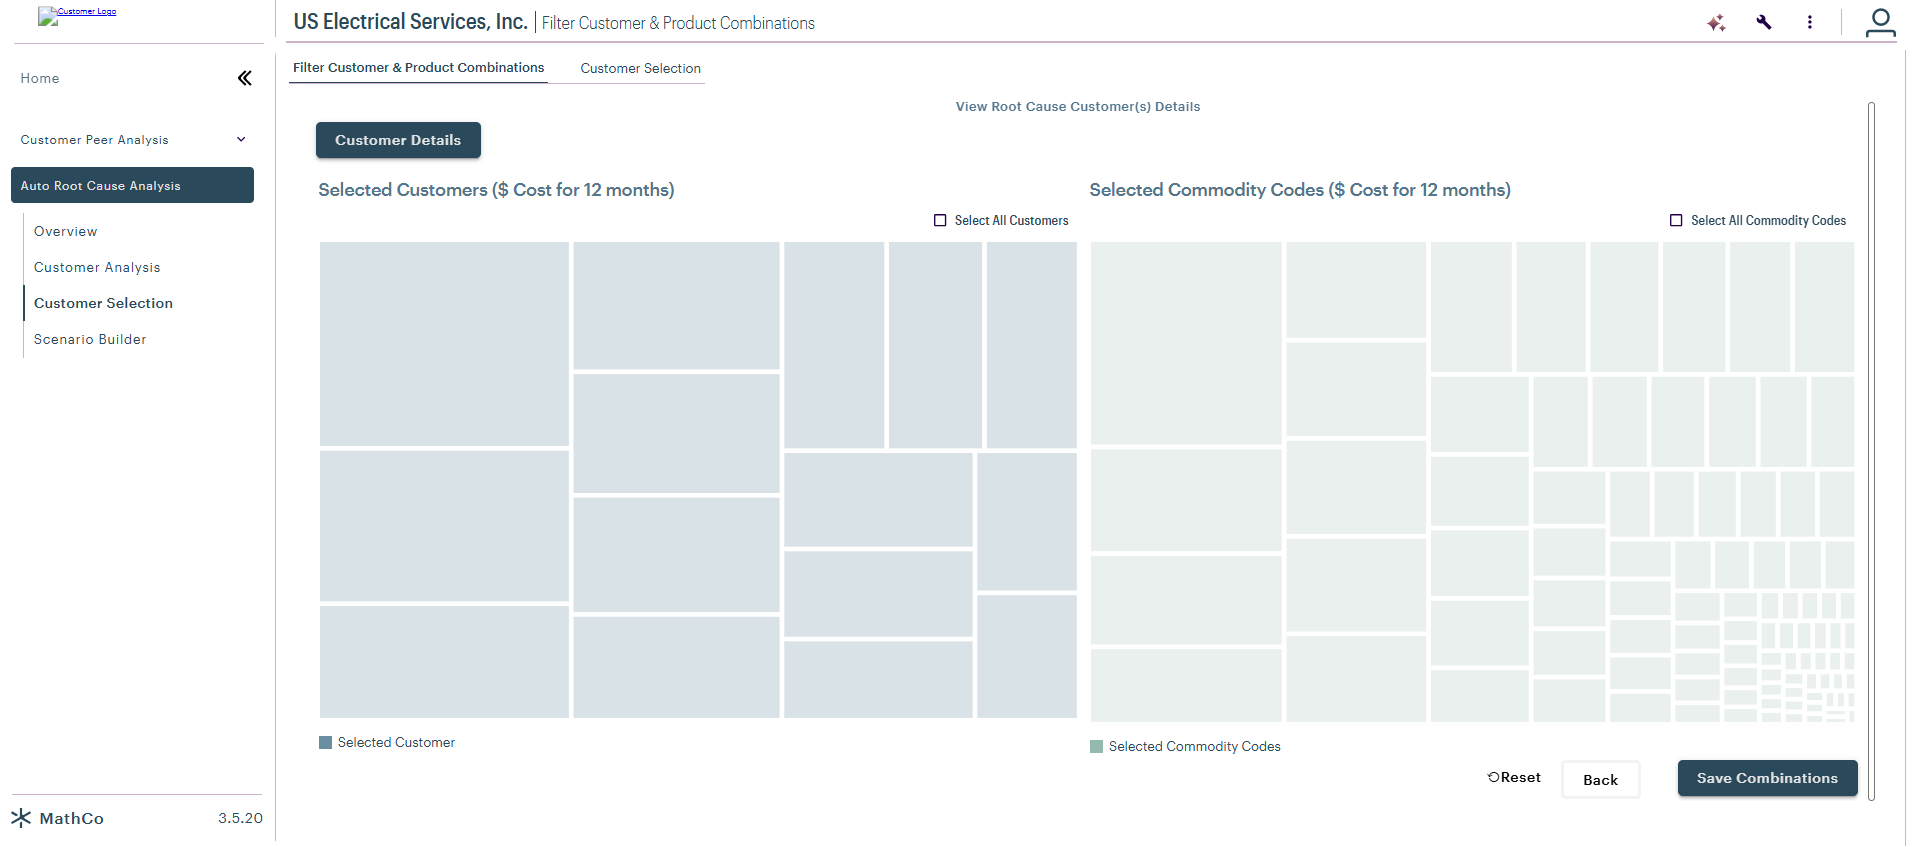 Customer Logo
US Electrical Services, Inc. | Filter Customer & Product Combinations
Home
Customer Peer Analysis
Auto Root Cause Analysis
Overview
Customer Analysis
Customer Selection
Scenario Builder
MathCo
3.5.20
Filter Customer & Product Combinations
Customer Selection
View Root Cause Customer(s) Details
Customer Details
Selected Customers ($ Cost for 12 months)
Select All Customers
Selected Customer
Selected Commodity Codes ($ Cost for 12 months)
Select All Commodity Codes
Selected Commodity Codes
Reset
Back
Save Combinations